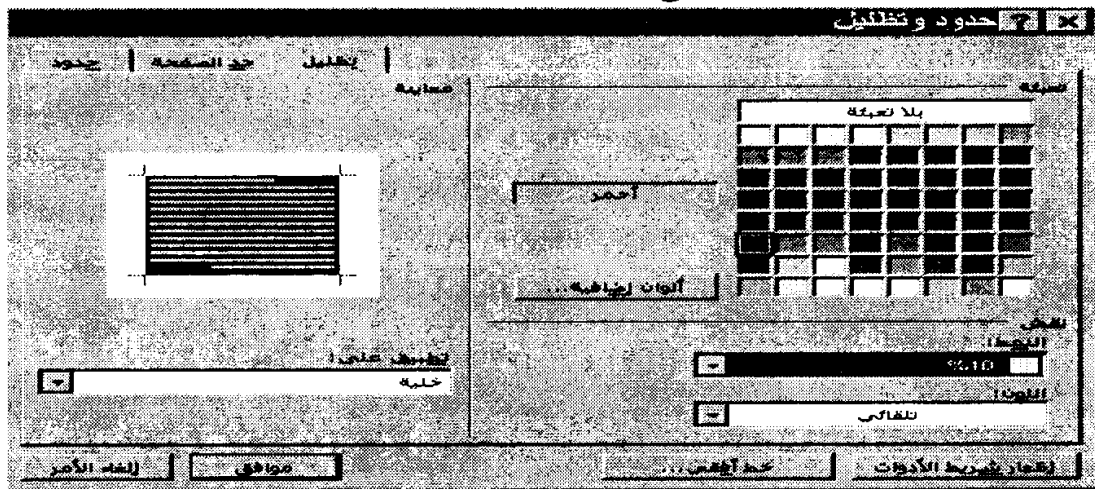 حدود وتظليل
تظليل حد الصفحة حدود
تعبئة
بلا تعبئة
أحمر
ألوان إضافية...
نقش
النمط:
%10
اللون:
تلقائي
معاينة
تطبيق على:
خلية
إظهار شريط الأدوات خط أفقي... موافق إلغاء الأمر